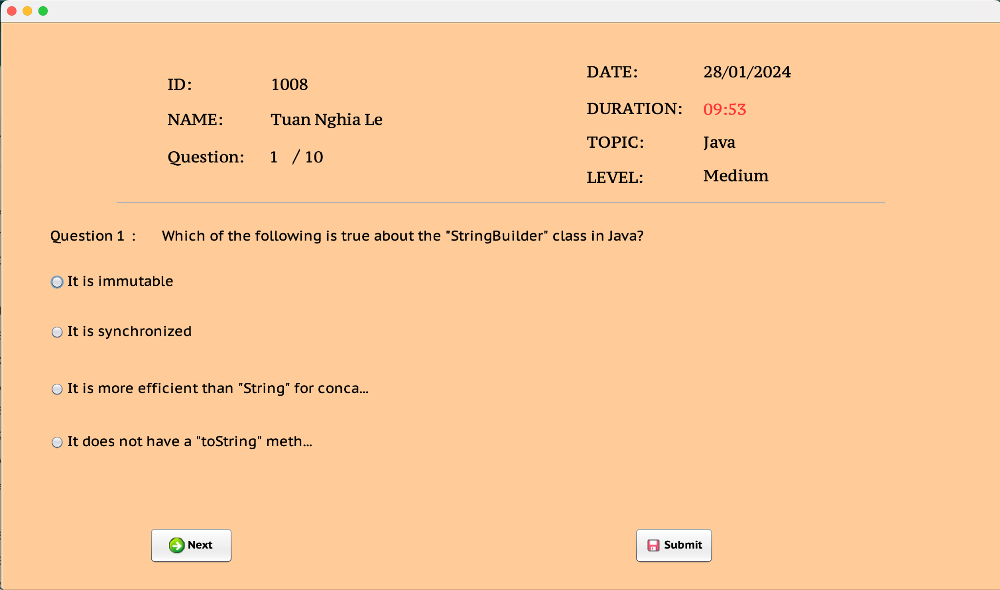 ID: 1008
NAME: Tuan Nghia Le
Question: 1 / 10
DATE: 28/01/2024
DURATION: 09:53
TOPIC: Java
LEVEL: Medium
Question 1 : Which of the following is true about the "StringBuilder" class in Java?
It is immutable
It is synchronized
It is more efficient than "String" for conca...
It does not have a "toString" meth...
Next
Submit